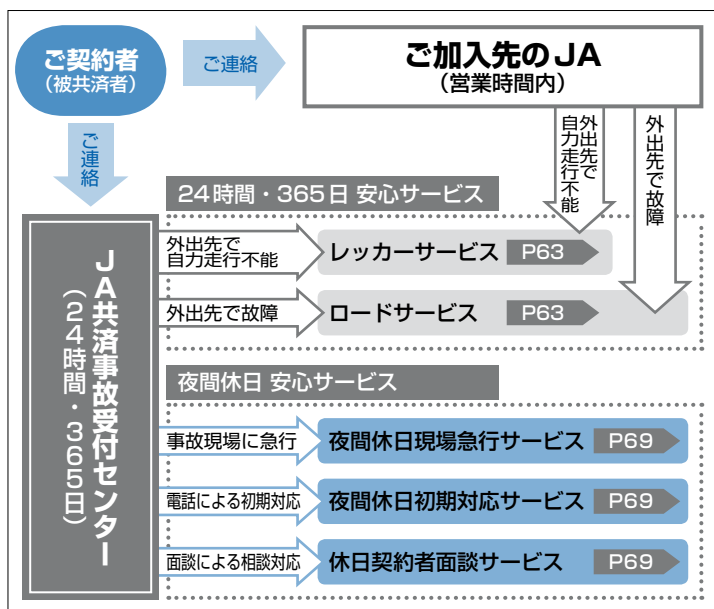 ご契約者
(被共済者)
ご連絡
ご加入先のJA
(営業時間内)
ご連絡
外出先で
自力走行不能
外出先で故障
24時間・365日 安心サービス
JA共済事故受付センター
(24時間・365日)
外出先で
自力走行不能
レッカーサービス P63
外出先で故障
ロードサービス P63
夜間休日 安心サービス
事故現場に急行
夜間休日現場急行サービス P69
電話による初期対応
夜間休日初期対応サービス P69
面談による相談対応
休日契約者面談サービス P69